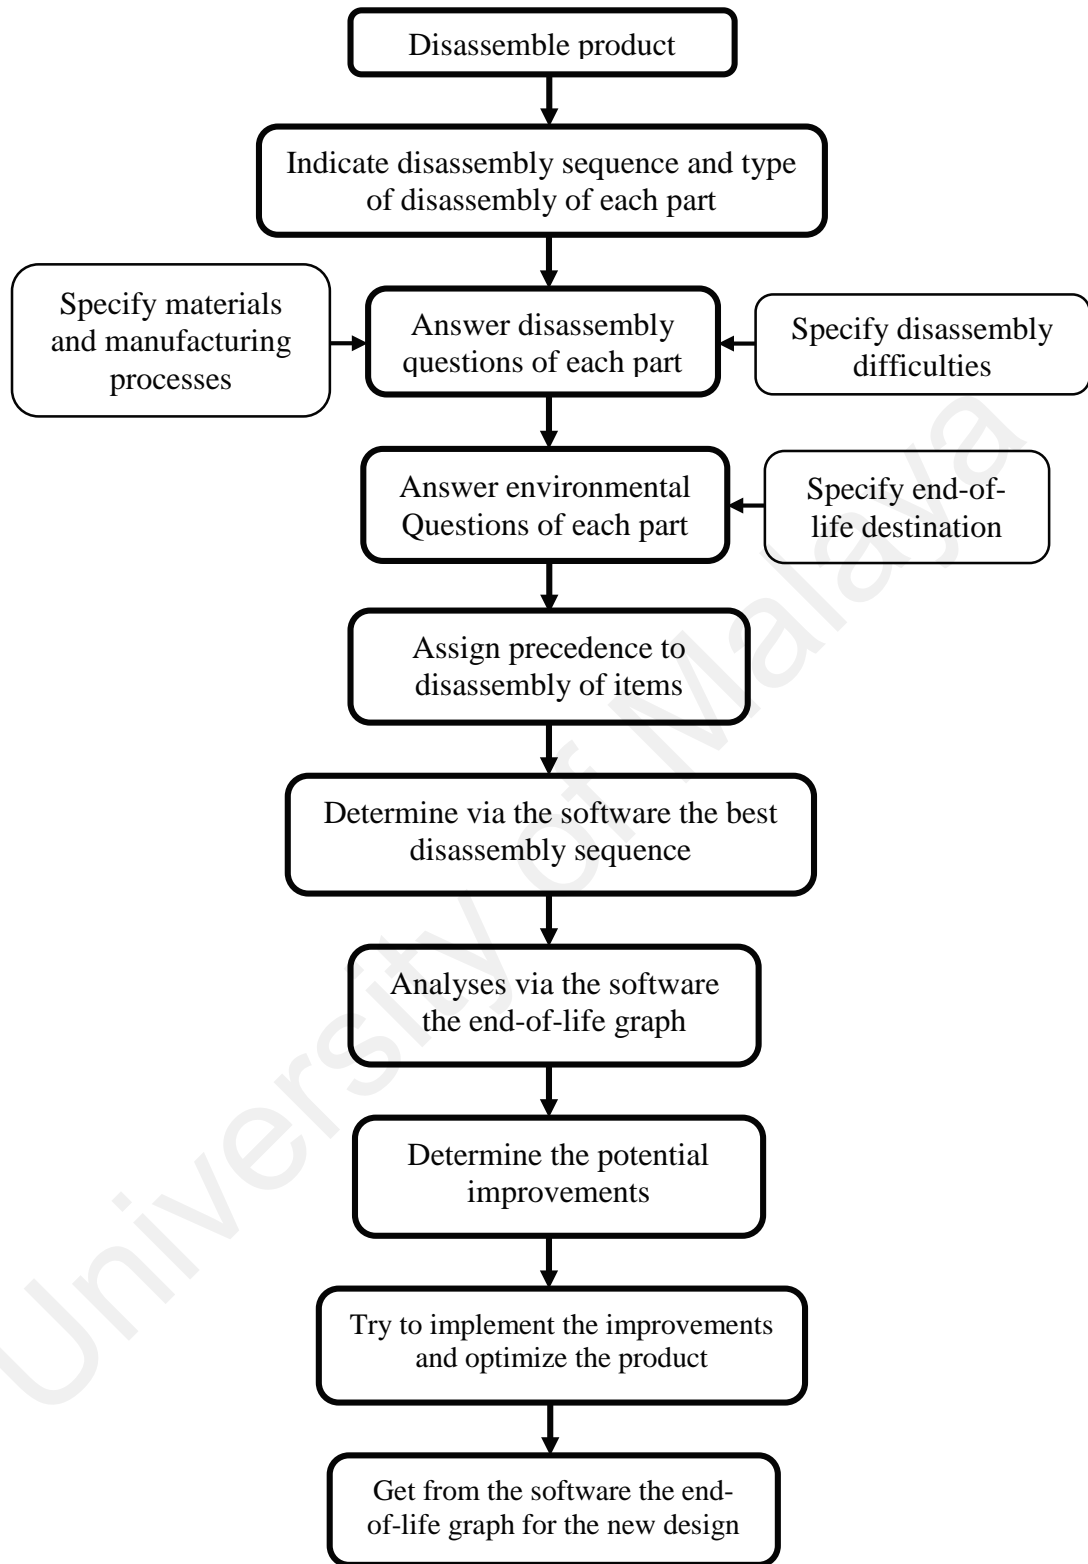 Disassemble product
Indicate disassembly sequence and type
of disassembly of each part
Specify materials
and manufacturing
processes
Answer disassembly
questions of each part
Specify disassembly
difficulties
Answer environmental
Questions of each part
Specify end-of-
life destination
Assign precedence to
disassembly of items
Determine via the software the best
disassembly sequence
Analyses via the software
the end-of-life graph
Determine the potential
improvements
Try to implement the improvements
and optimize the product
Get from the software the end-
of-life graph for the new design
University of Malaya